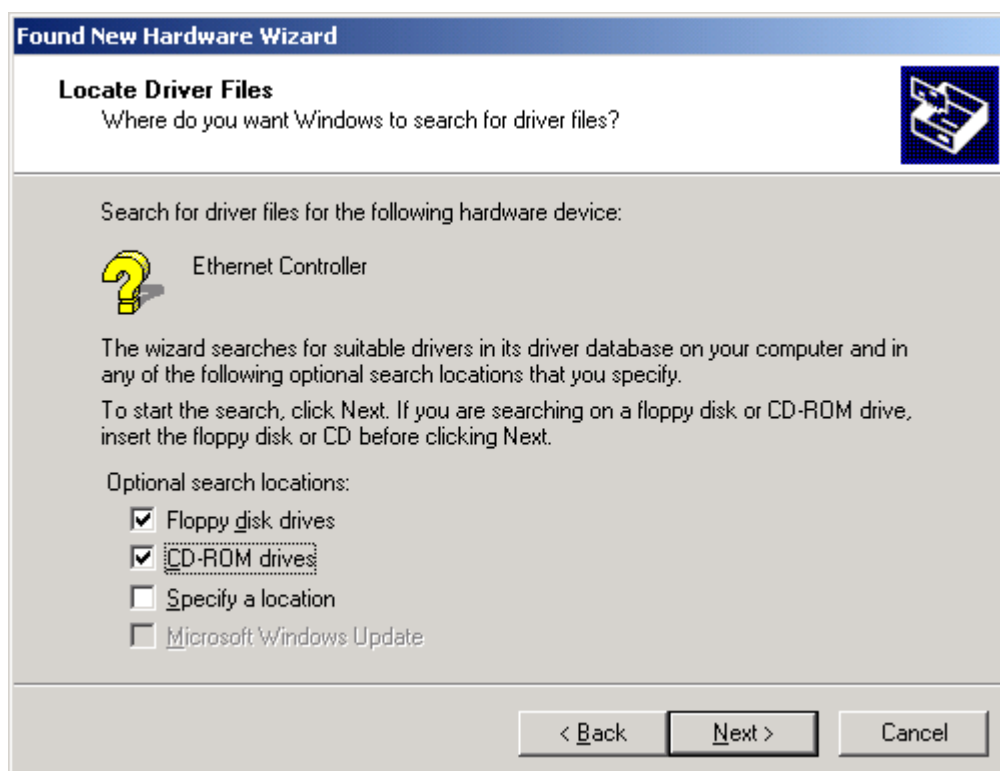 Found New Hardware Wizard
Locate Driver Files
Where do you want Windows to search for driver files?
Search for driver files for the following hardware device:
Ethernet Controller
The wizard searches for suitable drivers in its driver database on your computer and in
any of the following optional search locations that you specify.
To start the search, click Next. If you are searching on a floppy disk or CD-ROM drive,
insert the floppy disk or CD before clicking Next.
Optional search locations:
Floppy disk drives
CD-ROM drives
Specify a location
Microsoft Windows Update
< Back Next > Cancel